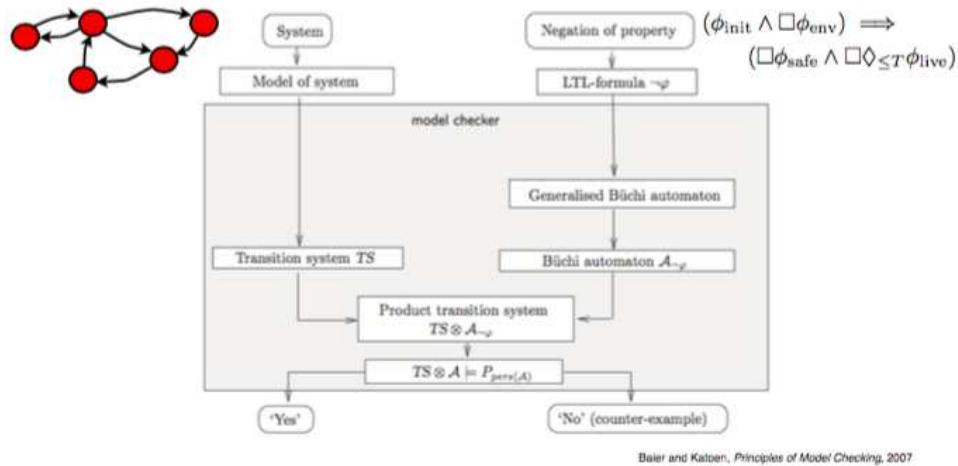 System
Negation of property
(ϕinit ∧ □ϕenv) ⟹
(□ϕsafe ∧ □◇≤T ϕlive)
Model of system
LTL-formula ¬φ
model checker
Generalised Büchi automaton
Transition system TS
Büchi automaton 𝒜¬φ
Product transition system
TS ⊗ 𝒜¬φ
TS ⊗ 𝒜 ⊨ Ppers(𝒜)
'Yes'
'No' (counter-example)
Baier and Katoen, Principles of Model Checking, 2007